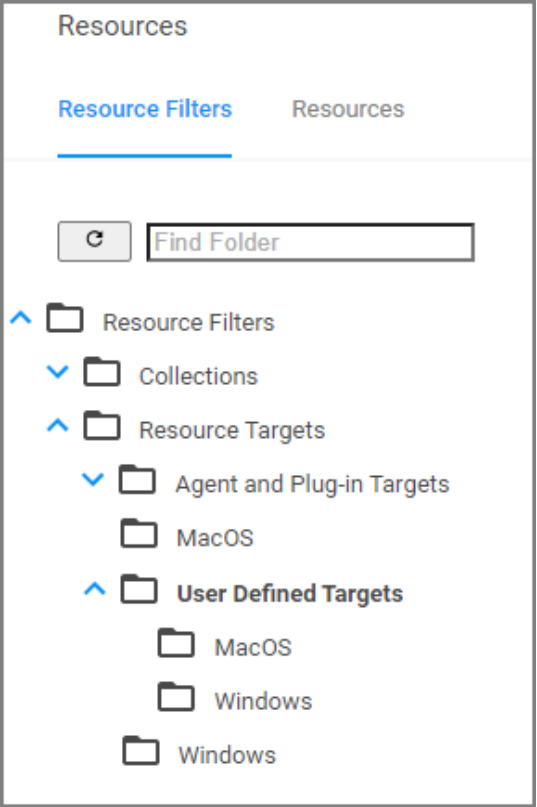 Resources
Resource Filters Resources
Find Folder
Resource Filters
Collections
Resource Targets
Agent and Plug-in Targets
MacOS
User Defined Targets
MacOS
Windows
Windows